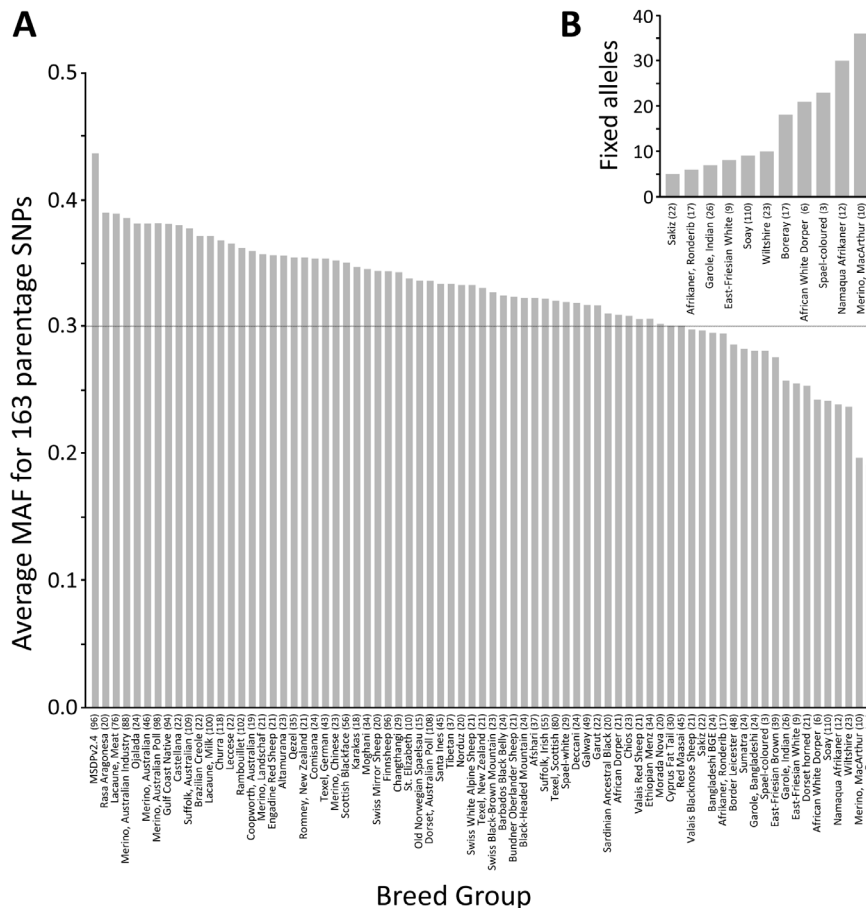 A
Average MAF for 163 parentage SNPs
0.5
0.4
0.3
0.2
0.1
0.0
MSDPv2.4 (96)
Rasa Aragonesa (20)
Lacaune, Meat (76)
Merino, Australian Industry (88)
Ojalada (24)
Merino, Australian (46)
Merino, Australian Poll (98)
Gulf Coast Native (94)
Castellana (22)
Suffolk, Australian (109)
Brazilian Creole (22)
Lacaune, Milk (100)
Churra (118)
Leccese (22)
Rambouillet (102)
Coopworth, Australian (19)
Merino, Landschaf (21)
Engadine Red Sheep (21)
Altamurana (23)
Qezel (35)
Romney, New Zealand (21)
Comisana (24)
Texel, German (43)
Merino, Chinese (23)
Scottish Blackface (56)
Karakas (18)
Moghani (34)
Swiss Mirror Sheep (20)
Finnsheep (96)
Changthangi (29)
St. Elizabeth (10)
Old Norwegian Spaelsau (15)
Dorset, Australian Poll (108)
Santa Ines (45)
Tibetan (37)
Norduz (20)
Swiss White Alpine Sheep (21)
Texel, New Zealand (21)
Swiss Black-Brown Mountain (23)
Barbados Black Belly (24)
Bundner Oberlander Sheep (21)
Black-Headed Mountain (24)
Afshari (37)
Suffolk, Irish (55)
Texel, Scottish (80)
Spael-white (29)
Deccani (24)
Galway (49)
Garut (22)
Sardinian Ancestral Black (20)
African Dorper (21)
Chios (23)
Valais Red Sheep (21)
Ethiopian Menz (34)
Morada Nova (20)
Cyprus Fat Tail (30)
Red Maasai (45)
Valais Blacknose Sheep (21)
Sakiz (22)
Bangladeshi BGE (24)
Afrikaner, Ronderib (17)
Border Leicester (48)
Sumatra (24)
Garole, Bangladeshi (24)
Spael-coloured (3)
East-Friesian Brown (39)
Garole, Indian (26)
East-Friesian White (9)
Dorset horned (21)
African White Dorper (6)
Soay (110)
Namaqua Afrikaner (12)
Wiltshire (23)
Merino, MacArthur (10)
Breed Group
B
Fixed alleles
40
30
20
10
0
Sakiz (22)
Afrikaner, Ronderib (17)
Garole, Indian (26)
East-Friesian White (9)
Soay (110)
Wiltshire (23)
Boreray (17)
African White Dorper (6)
Spael-coloured (3)
Namaqua Afrikaner (12)
Merino, MacArthur (10)